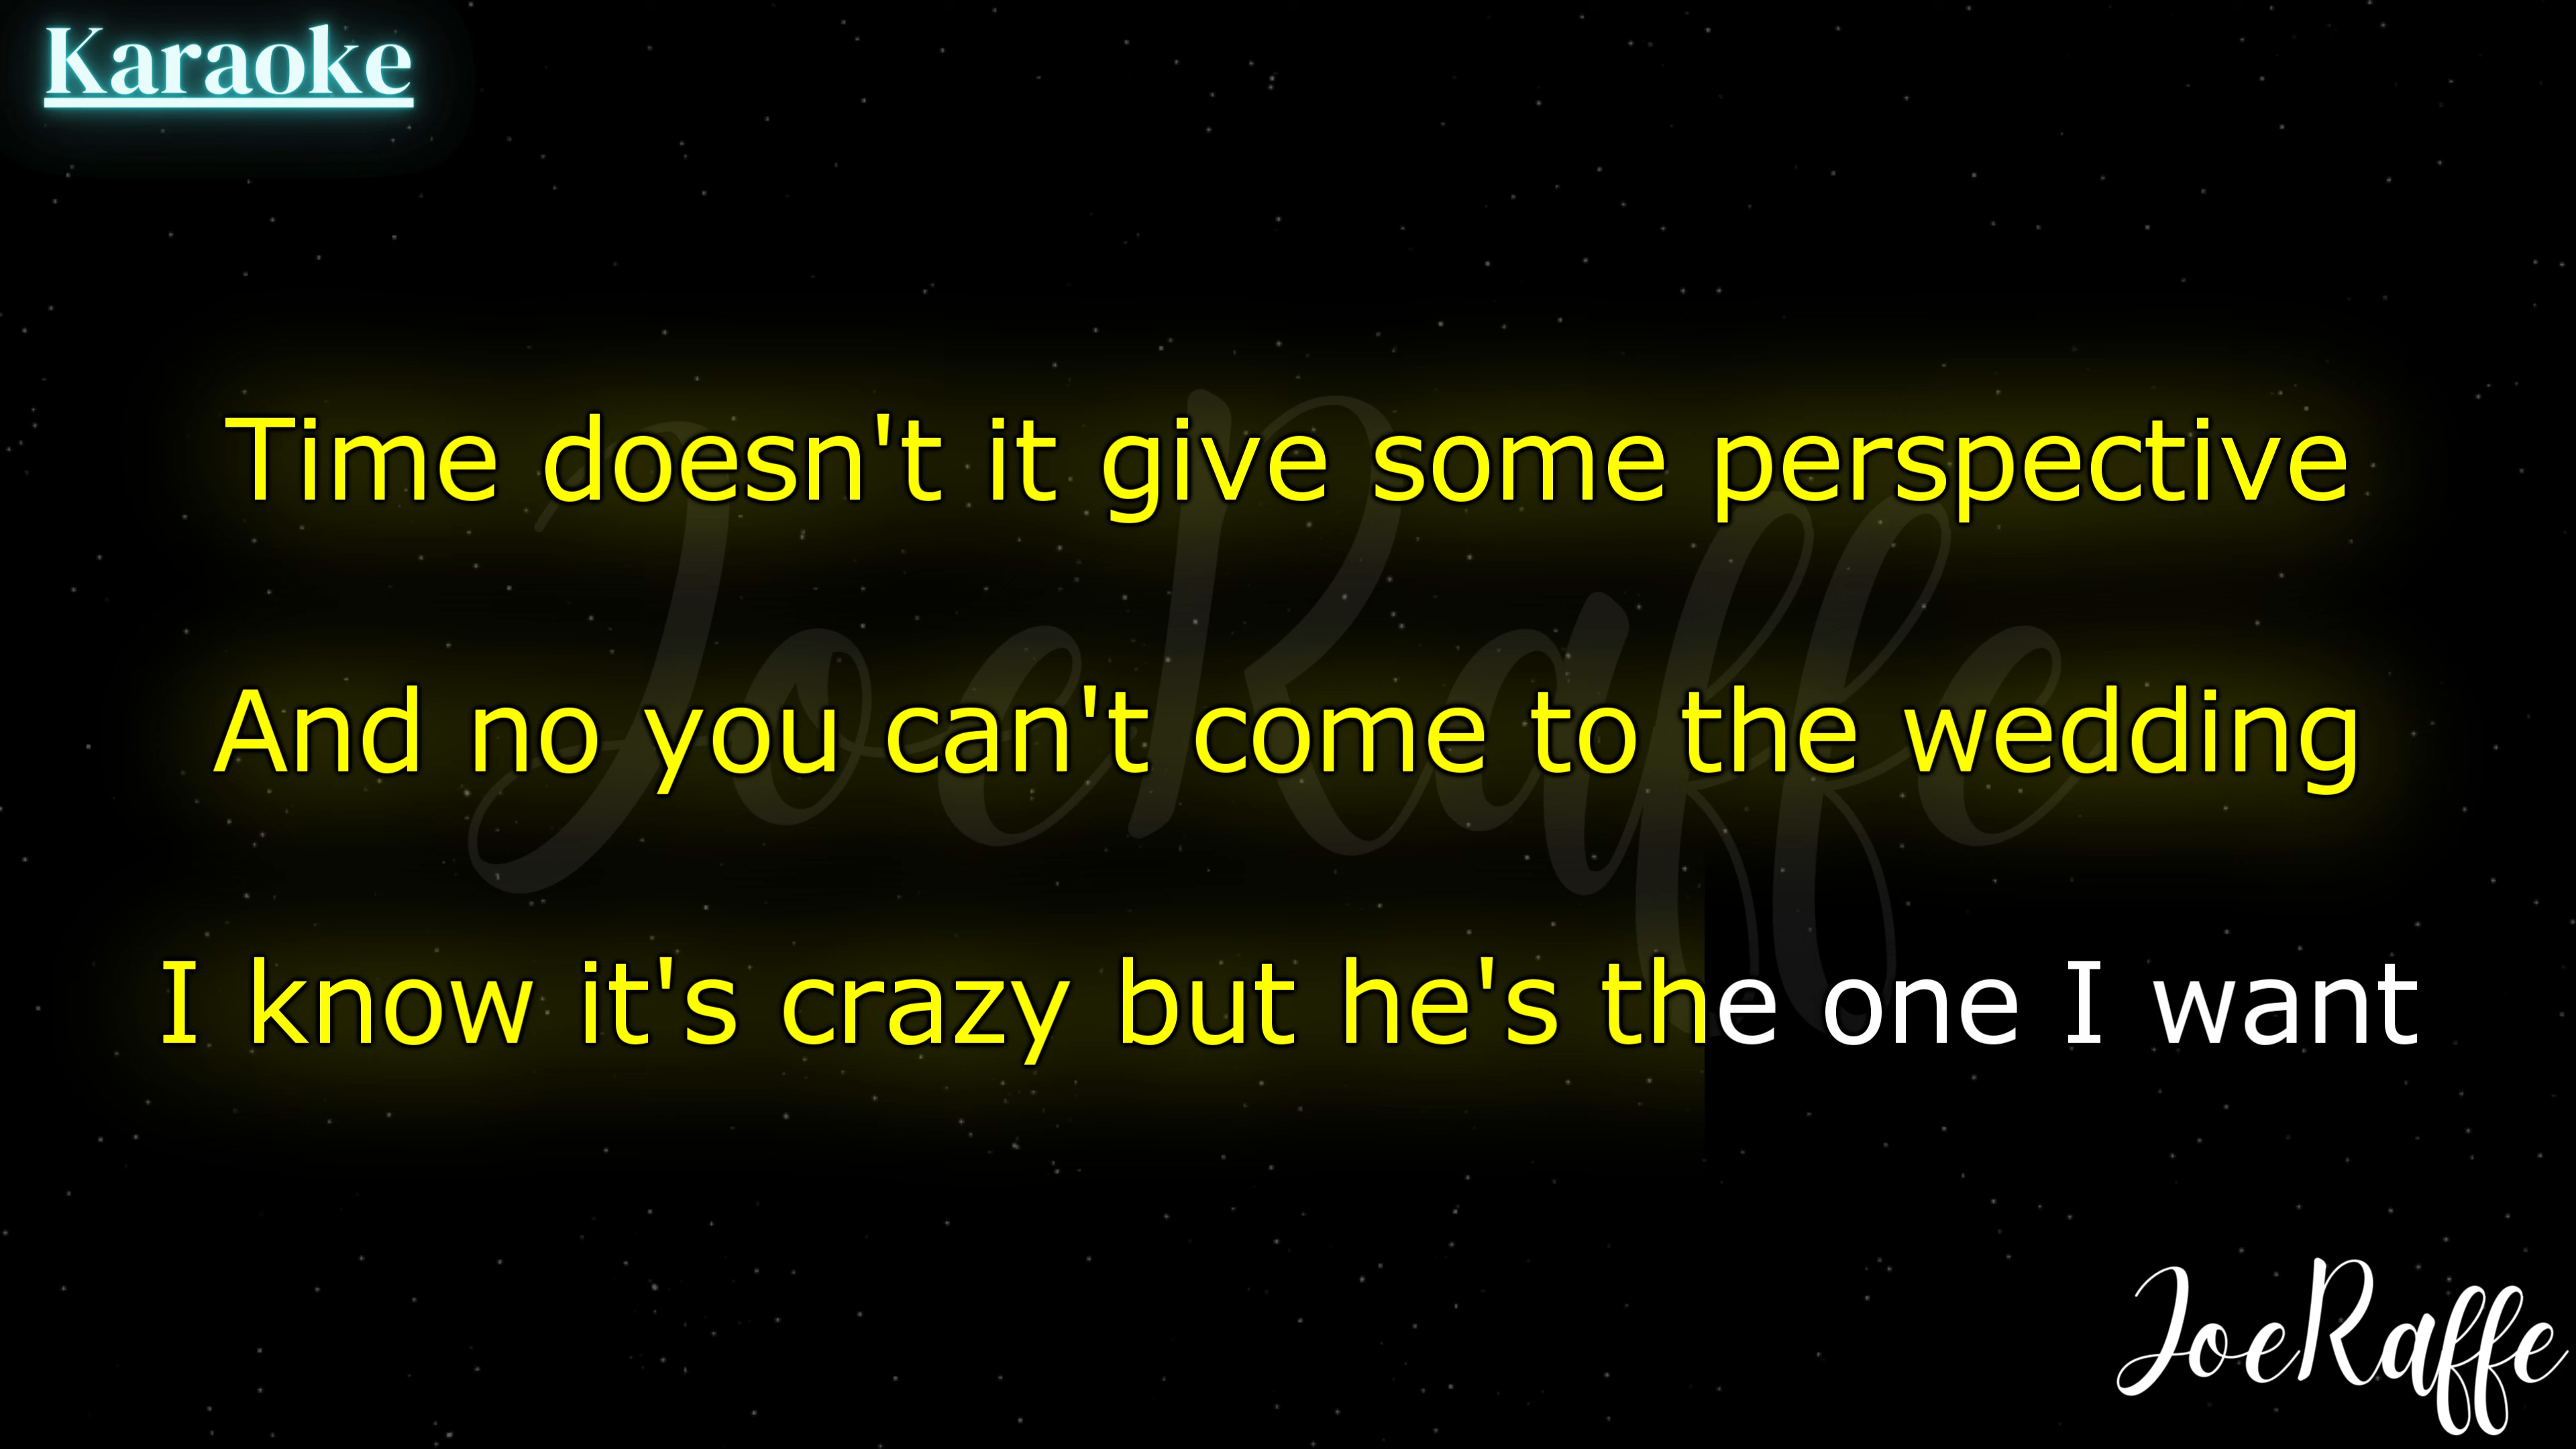 Karaoke
Time doesn't it give some perspective
And no you can't come to the wedding
I know it's crazy but he's the one I want
JoeRaffe
JoeRaffe